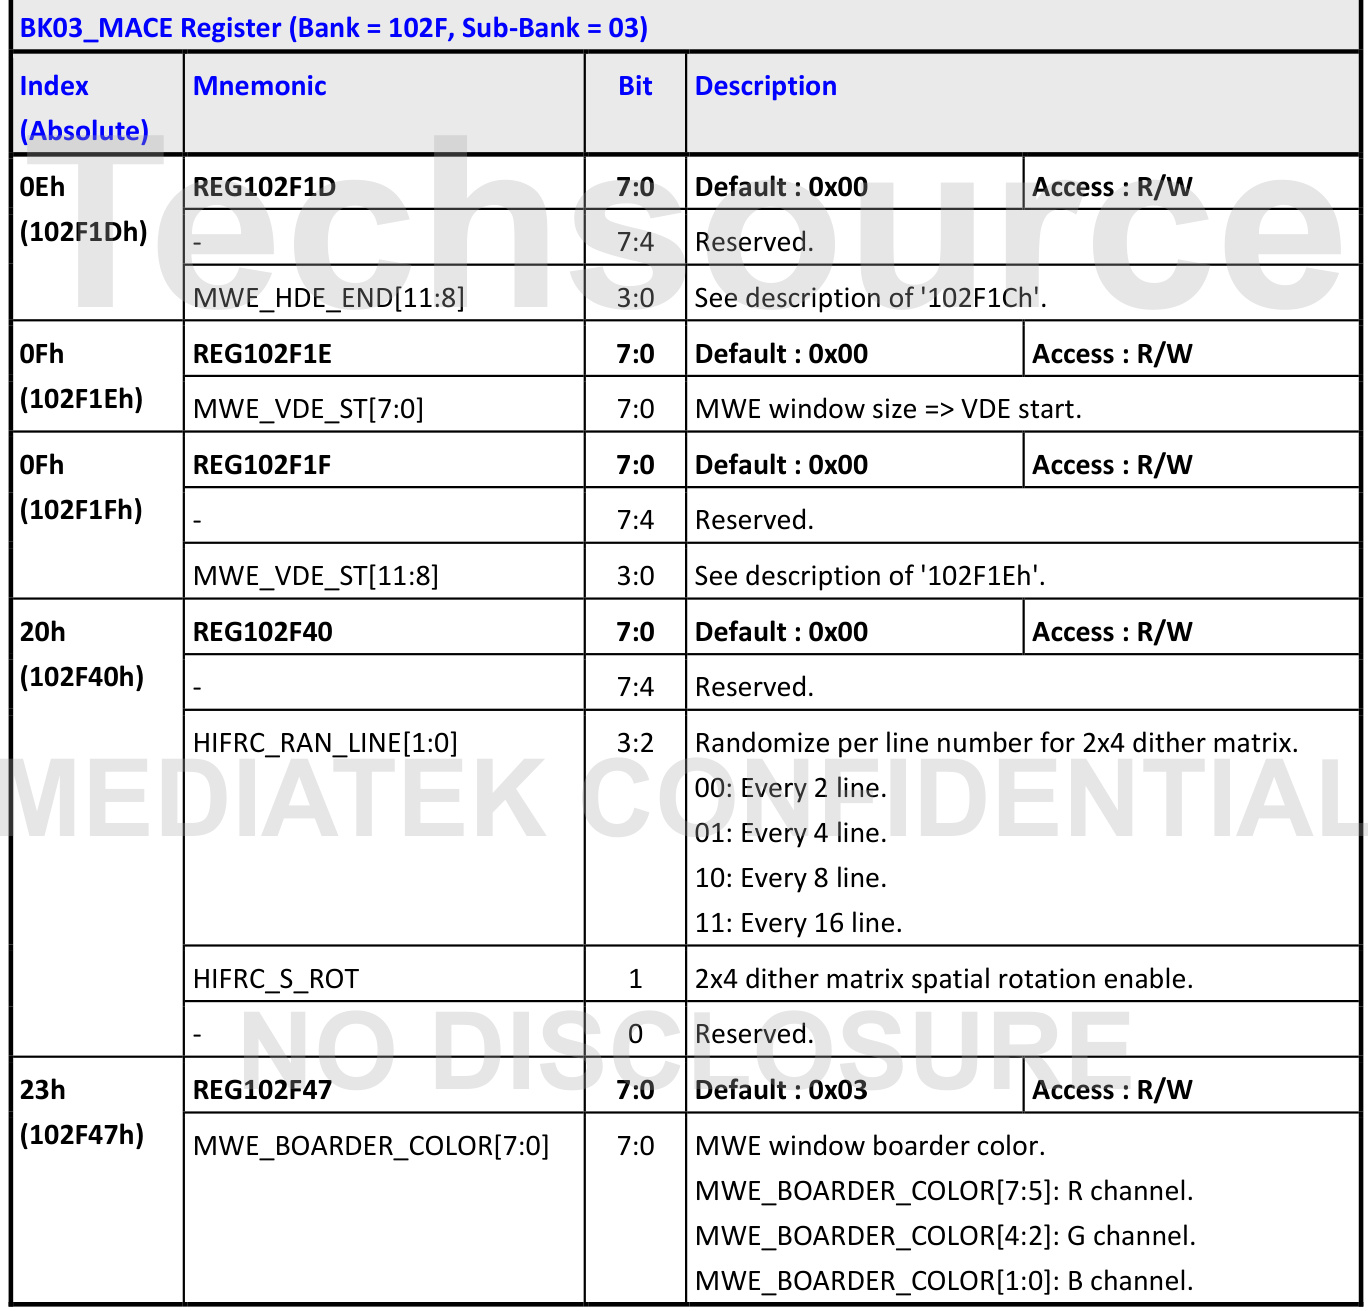 BK03_MACE Register (Bank = 102F, Sub-Bank = 03)
Index (Absolute) Mnemonic Bit Description
0Eh (102F1Dh) REG102F1D 7:0 Default : 0x00 Access : R/W
- 7:4 Reserved.
MWE_HDE_END[11:8] 3:0 See description of '102F1Ch'.
0Fh (102F1Eh) REG102F1E 7:0 Default : 0x00 Access : R/W
MWE_VDE_ST[7:0] 7:0 MWE window size => VDE start.
0Fh (102F1Fh) REG102F1F 7:0 Default : 0x00 Access : R/W
- 7:4 Reserved.
MWE_VDE_ST[11:8] 3:0 See description of '102F1Eh'.
20h (102F40h) REG102F40 7:0 Default : 0x00 Access : R/W
- 7:4 Reserved.
HIFRC_RAN_LINE[1:0] 3:2 Randomize per line number for 2x4 dither matrix.
00: Every 2 line.
01: Every 4 line.
10: Every 8 line.
11: Every 16 line.
HIFRC_S_ROT 1 2x4 dither matrix spatial rotation enable.
- 0 Reserved.
23h (102F47h) REG102F47 7:0 Default : 0x03 Access : R/W
MWE_BOARDER_COLOR[7:0] 7:0 MWE window boarder color.
MWE_BOARDER_COLOR[7:5]: R channel.
MWE_BOARDER_COLOR[4:2]: G channel.
MWE_BOARDER_COLOR[1:0]: B channel.
Techsource
MEDIATEK CONFIDENTIAL
NO DISCLOSURE